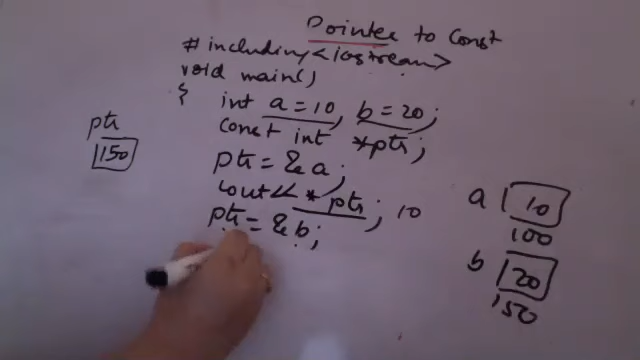 Pointer to Const
# including<iostream>
void main()
{
int a = 10, b = 20;
const int *ptr;
ptr = &a;
cout<< * ptr; 10
ptr = &b;
ptr
150
a 10
100
b 20
150